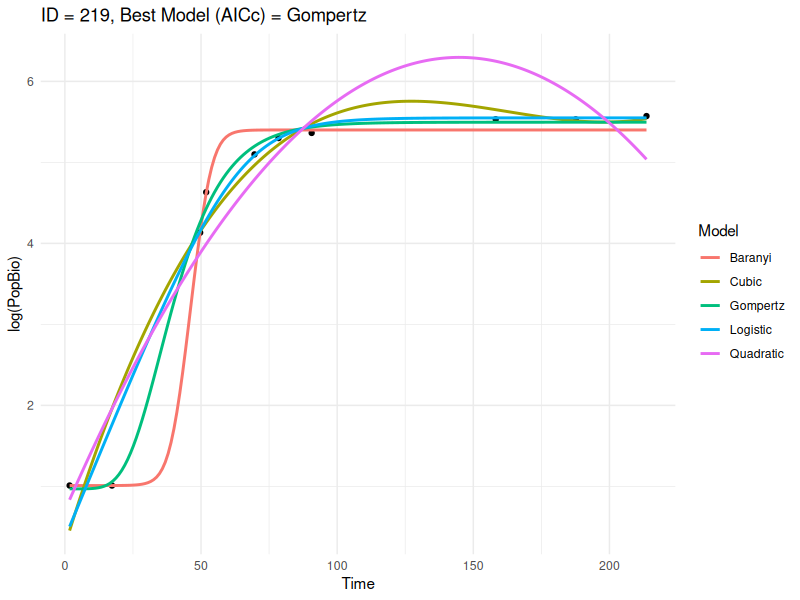 ID = 219, Best Model (AICc) = Gompertz
log(PopBio)
6
4
2
0
50
100
150
200
Time
Model
Baranyi
Cubic
Gompertz
Logistic
Quadratic